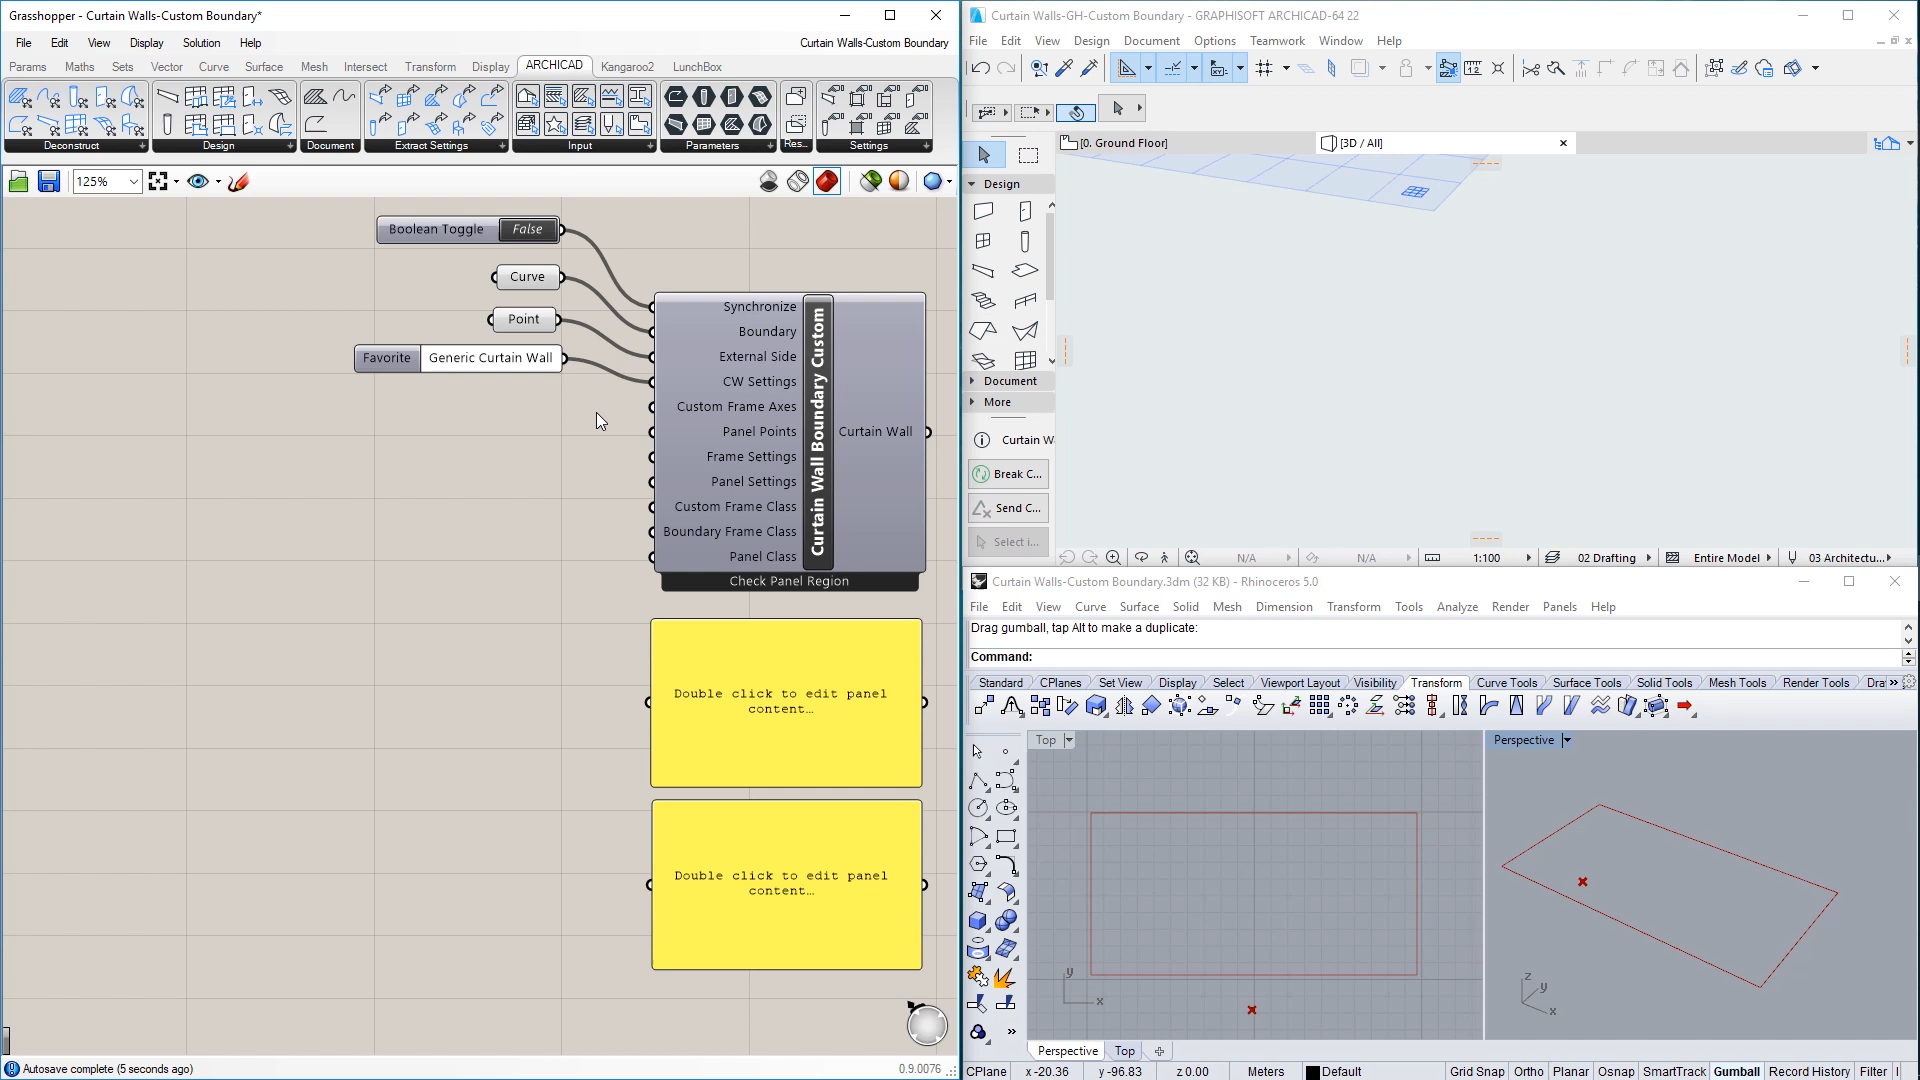 Grasshopper - Curtain Walls-Custom Boundary*
File Edit View Display Solution Help
Curtain Walls-Custom Boundary
Params Maths Sets Vector Curve Surface Mesh Intersect Transform Display ARCHICAD Kangaroo2 LunchBox
Deconstruct Design Document Extract Settings Input Parameters Res... Settings
125%
Boolean Toggle False
Curve
Point
Favorite Generic Curtain Wall
Synchronize
Boundary
External Side
CW Settings
Custom Frame Axes
Panel Points
Frame Settings
Panel Settings
Custom Frame Class
Boundary Frame Class
Panel Class
Curtain Wall Boundary Custom
Curtain Wall
Check Panel Region
Double click to edit panel
content…
Double click to edit panel
content…
Autosave complete (5 seconds ago)
0.9.0076
Curtain Walls-GH-Custom Boundary - GRAPHISOFT ARCHICAD-64 22
File Edit View Design Document Options Teamwork Window Help
[0. Ground Floor]
[3D / All]
Design
Document
More
Curtain W
Break C...
Send C...
Select i...
N/A N/A 1:100 02 Drafting Entire Model 03 Architectu...
Curtain Walls-Custom Boundary.3dm (32 KB) - Rhinoceros 5.0
File Edit View Curve Surface Solid Mesh Dimension Transform Tools Analyze Render Panels Help
Drag gumball, tap Alt to make a duplicate:
Command:
Standard CPlanes Set View Display Select Viewport Layout Visibility Transform Curve Tools Surface Tools Solid Tools Mesh Tools Render Tools Dra »
Top
Perspective
y
x
z
y
x
»
Perspective Top
CPlane x -20.36 y -96.83 z 0.00 Meters Default Grid Snap Ortho Planar Osnap SmartTrack Gumball Record History Filter